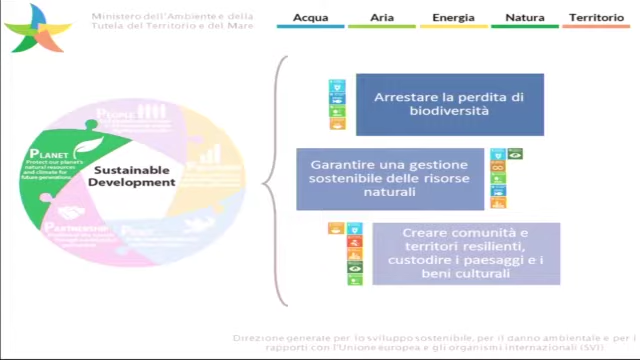 Ministero dell'Ambiente e della
Tutela del Territorio e del Mare
Acqua
Aria
Energia
Natura
Territorio
PEOPLE
PLANET
Protect our planet's
natural resources
and climate for
future generations
PARTNERSHIP
Sustainable
Development
Arrestare la perdita di
biodiversità
Garantire una gestione
sostenibile delle risorse
naturali
Creare comunità e
territori resilienti,
custodire i paesaggi e i
beni culturali
Direzione generale per lo sviluppo sostenibile, per il danno ambientale e per i
rapporti con l'Unione europea e gli organismi internazionali (SVI)